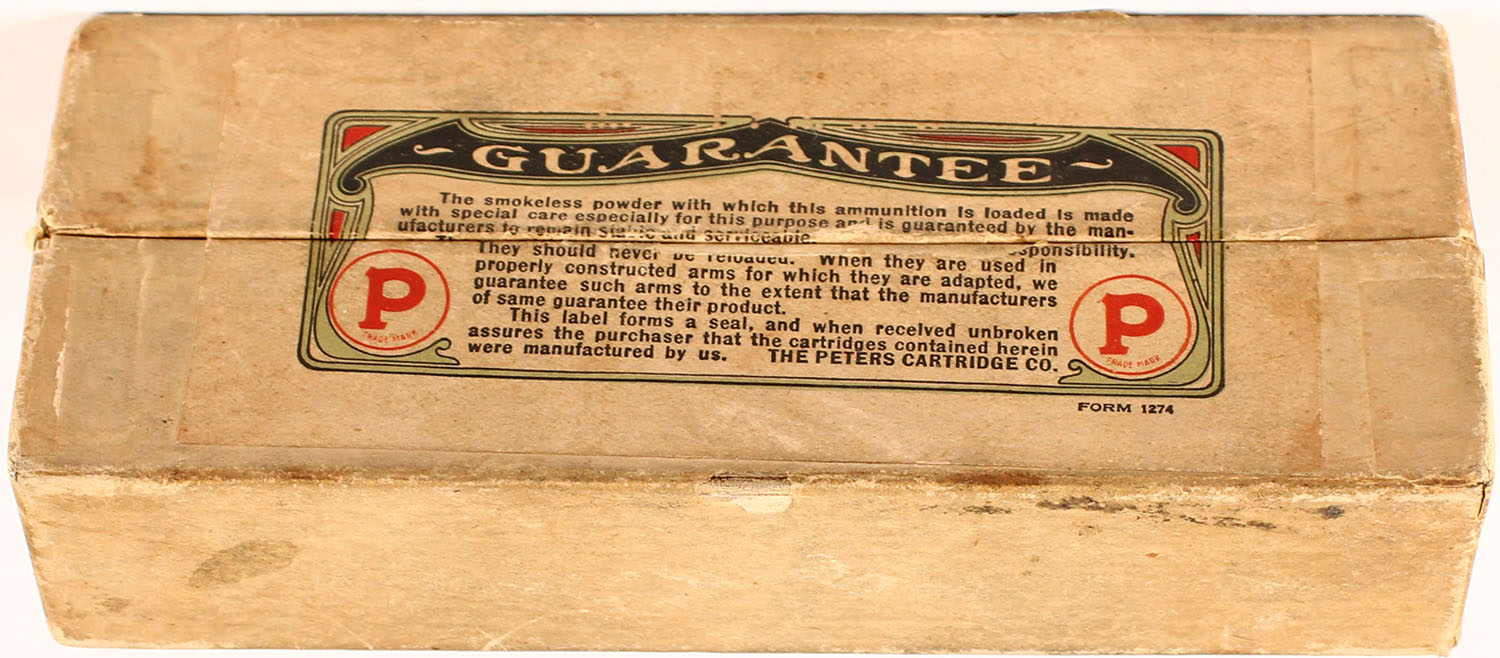 ~ GUARANTEE ~
The smokeless powder with which this ammunition is loaded is made
with special care especially for this purpose and is guaranteed by the man-
ufacturers to remain stable and serviceable.
sponsibility.
They should never be reloaded. When they are used in
properly constructed arms for which they are adapted, we
guarantee such arms to the extent that the manufacturers
of same guarantee their product.
This label forms a seal, and when received unbroken
assures the purchaser that the cartridges contained herein
were manufactured by us. THE PETERS CARTRIDGE CO.
P
TRADE MARK
P
TRADE MARK
FORM 1274